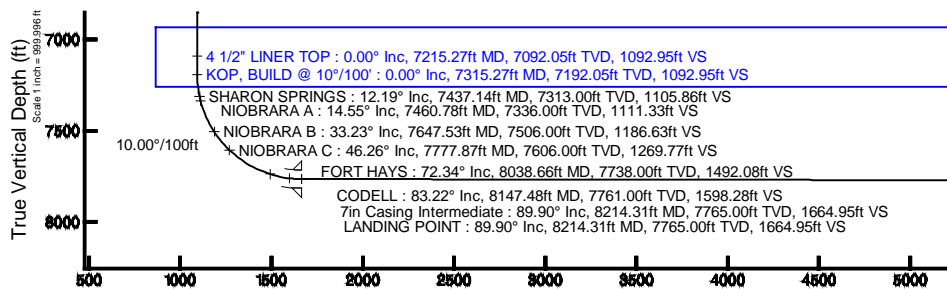 True Vertical Depth (ft)
Scale 1 inch = 999.996 ft
7000
7500
8000
4 1/2" LINER TOP : 0.00° Inc, 7215.27ft MD, 7092.05ft TVD, 1092.95ft VS
KOP, BUILD @ 10°/100' : 0.00° Inc, 7315.27ft MD, 7192.05ft TVD, 1092.95ft VS
SHARON SPRINGS : 12.19° Inc, 7437.14ft MD, 7313.00ft TVD, 1105.86ft VS
NIOBRARA A : 14.55° Inc, 7460.78ft MD, 7336.00ft TVD, 1111.33ft VS
NIOBRARA B : 33.23° Inc, 7647.53ft MD, 7506.00ft TVD, 1186.63ft VS
10.00°/100ft
NIOBRARA C : 46.26° Inc, 7777.87ft MD, 7606.00ft TVD, 1269.77ft VS
FORT HAYS : 72.34° Inc, 8038.66ft MD, 7738.00ft TVD, 1492.08ft VS
CODELL : 83.22° Inc, 8147.48ft MD, 7761.00ft TVD, 1598.28ft VS
7in Casing Intermediate : 89.90° Inc, 8214.31ft MD, 7765.00ft TVD, 1664.95ft VS
LANDING POINT : 89.90° Inc, 8214.31ft MD, 7765.00ft TVD, 1664.95ft VS
500 1000 1500 2000 2500 3000 3500 4000 4500 5000